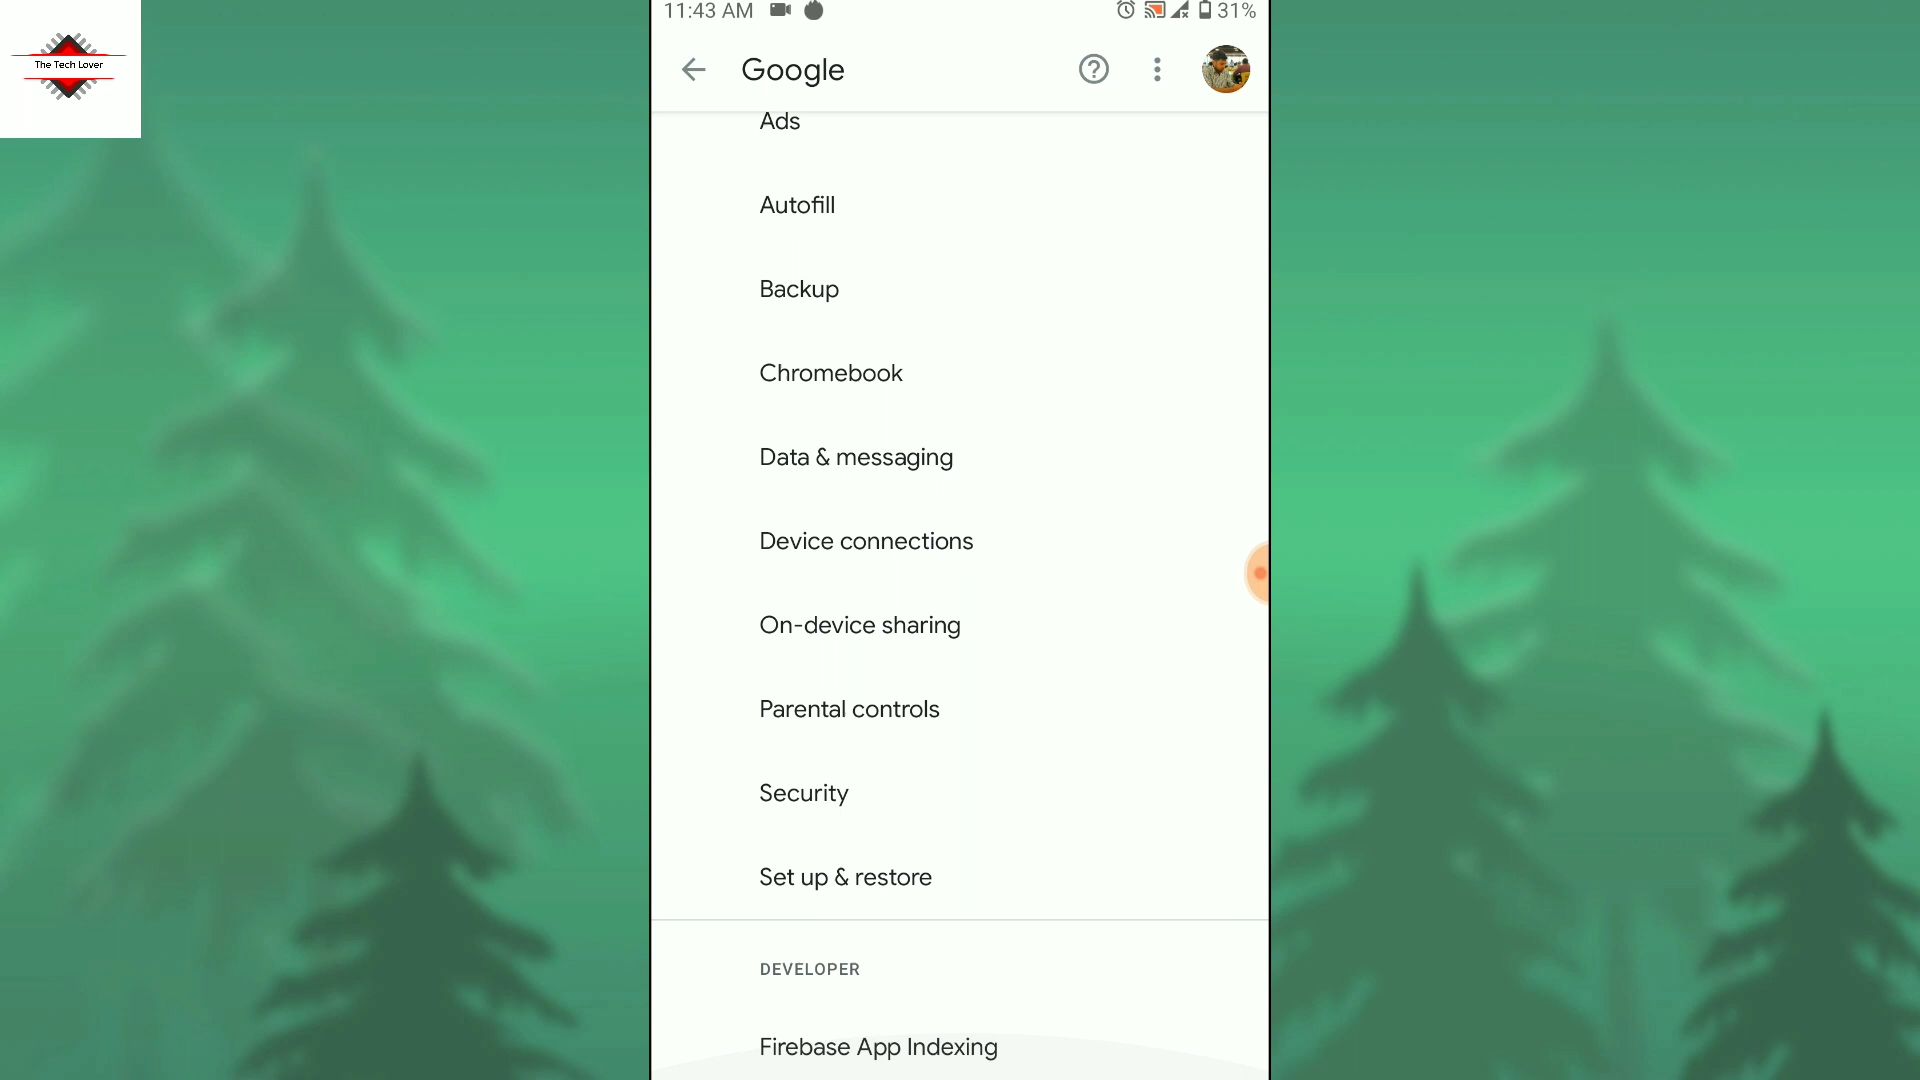 The Tech Lover
11:43 AM 31%
Google
Ads
Autofill
Backup
Chromebook
Data & messaging
Device connections
On-device sharing
Parental controls
Security
Set up & restore
DEVELOPER
Firebase App Indexing